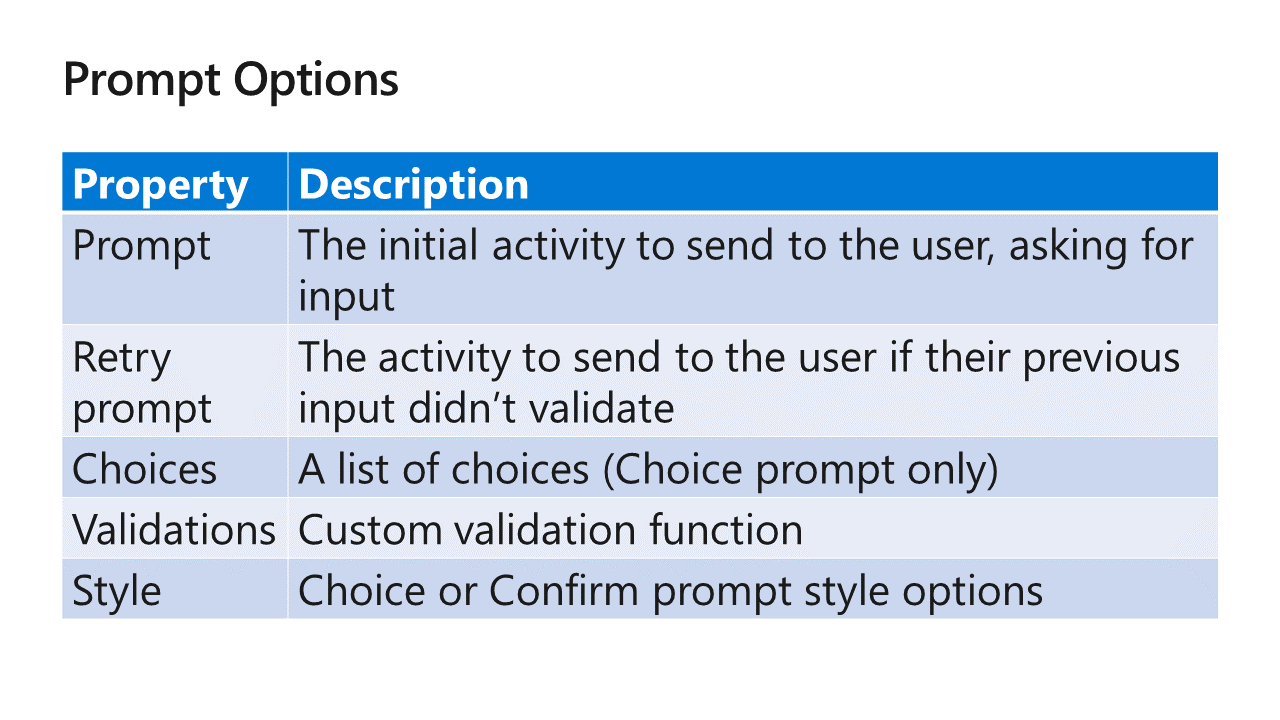 Prompt Options
Property Description
Prompt The initial activity to send to the user, asking for
input
Retry The activity to send to the user if their previous
prompt input didn’t validate
Choices A list of choices (Choice prompt only)
Validations Custom validation function
Style Choice or Confirm prompt style options